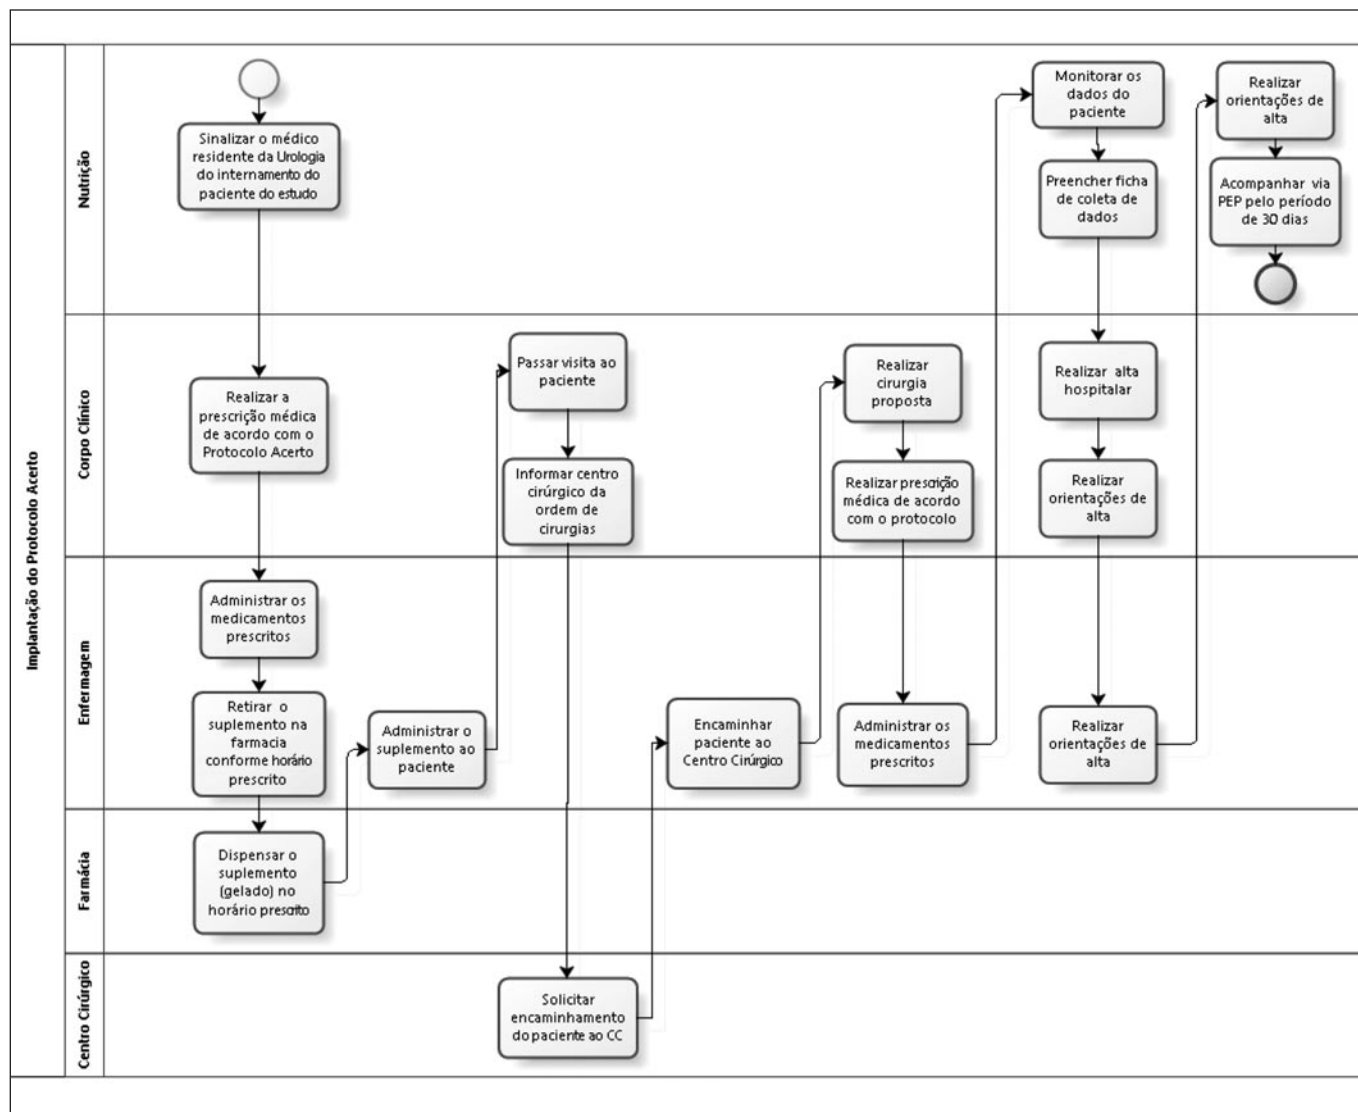 Implantação do Protocolo Acerto
Nutrição
Sinalizar o médico
residente da Urologia
do internamento do
paciente do estudo
Monitorar os
dados do
paciente
Preencher ficha
de coleta de
dados
Realizar
orientações de
alta
Acompanhar via
PEP pelo período
de 30 dias
Corpo Clínico
Realizar a
prescrição médica
de acordo com o
Protocolo Acerto
Passar visita ao
paciente
Informar centro
cirúrgico da
ordem de
cirurgias
Realizar
cirurgia
proposta
Realizar prescrição
médica de acordo
com o protocolo
Realizar alta
hospitalar
Realizar
orientações de
alta
Enfermagem
Administrar os
medicamentos
prescritos
Retirar o
suplemento na
farmacia
conforme horário
prescrito
Administrar o
suplemento ao
paciente
Encaminhar
paciente ao
Centro Cirúrgico
Administrar os
medicamentos
prescritos
Realizar
orientações de
alta
Farmácia
Dispensar o
suplemento
(gelado) no
horário prescrito
Centro Cirúrgico
Solicitar
encaminhamento
do paciente ao CC